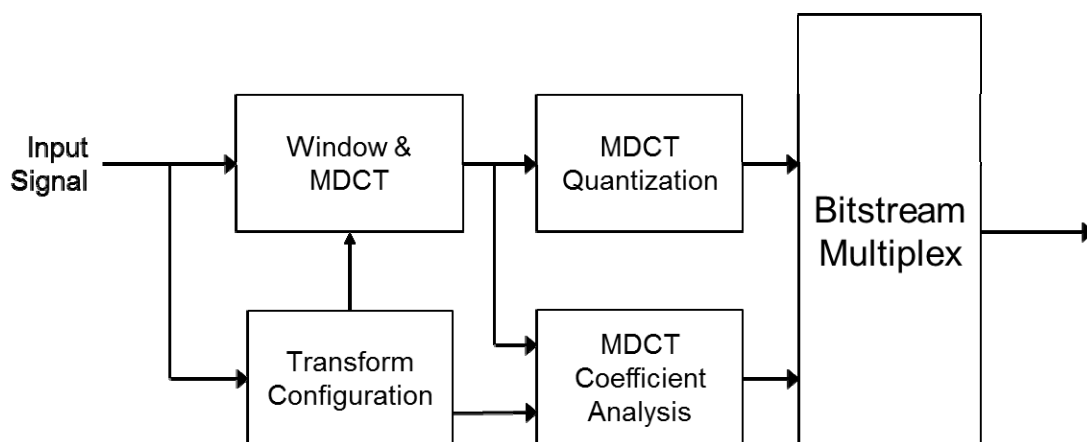 Input
Signal
Window &
MDCT
MDCT
Quantization
Bitstream
Multiplex
Transform
Configuration
MDCT
Coefficient
Analysis